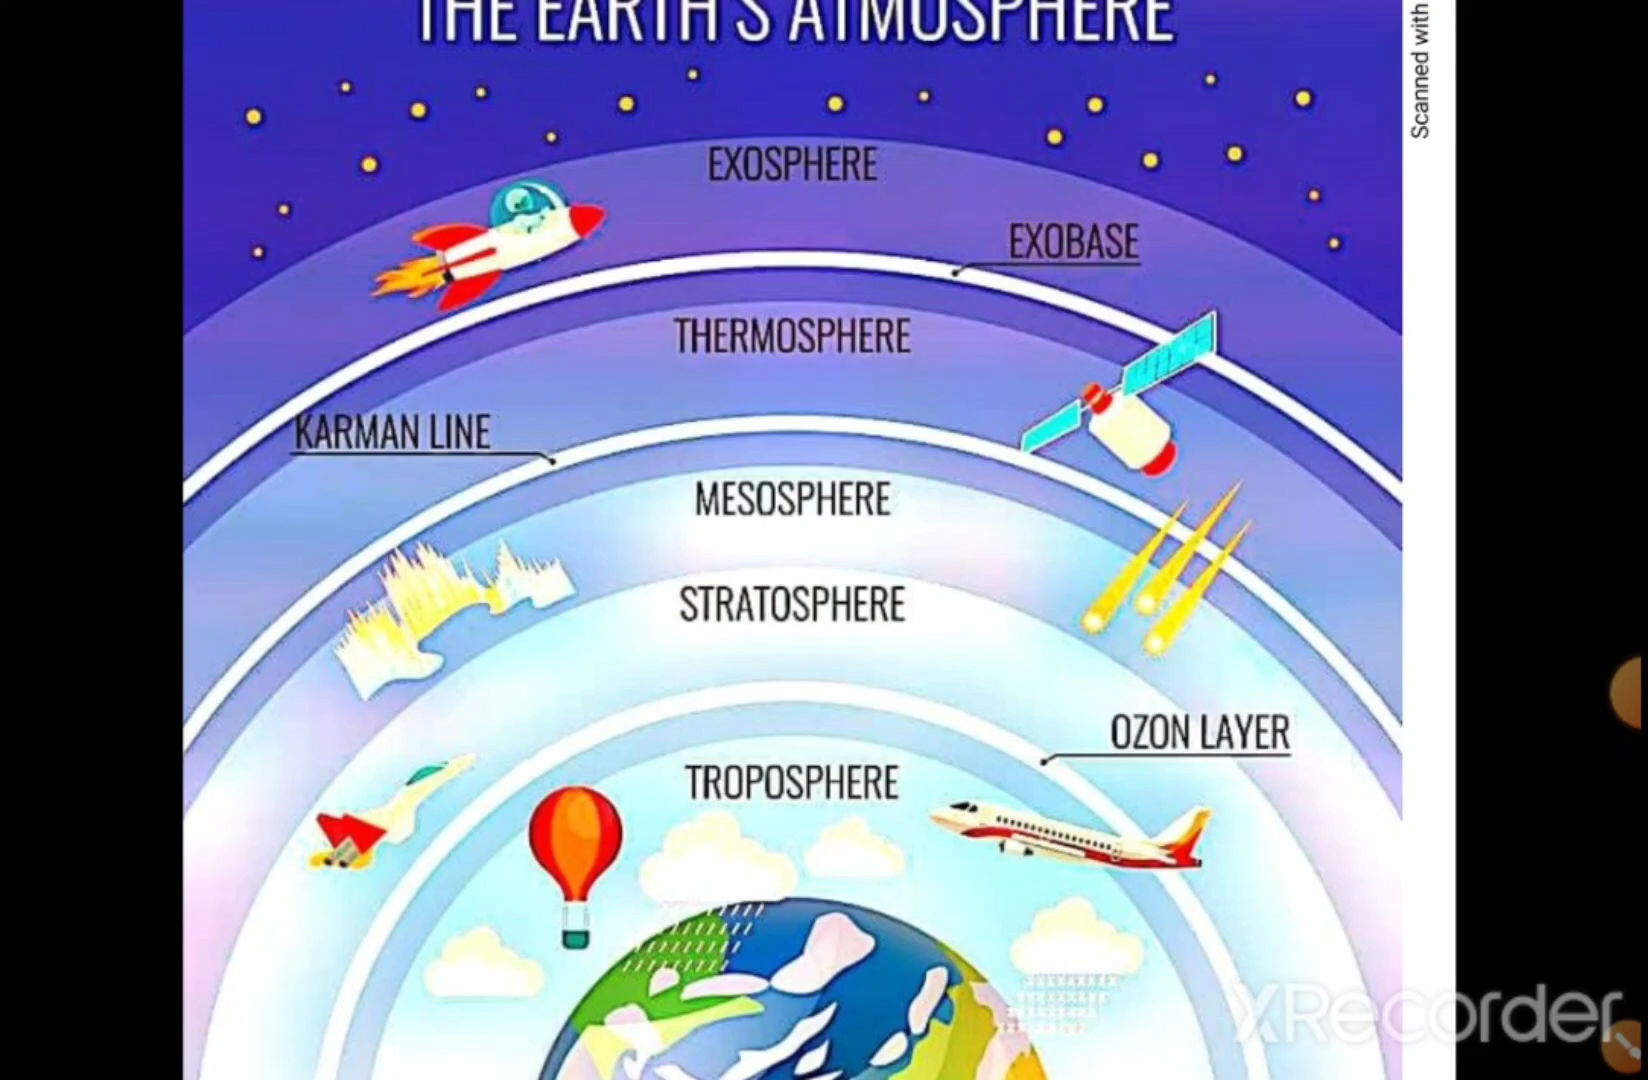 THE EARTH'S ATMOSPHERE
Scanned with
EXOSPHERE
EXOBASE
THERMOSPHERE
KARMAN LINE
MESOSPHERE
STRATOSPHERE
OZON LAYER
TROPOSPHERE
XRecorder